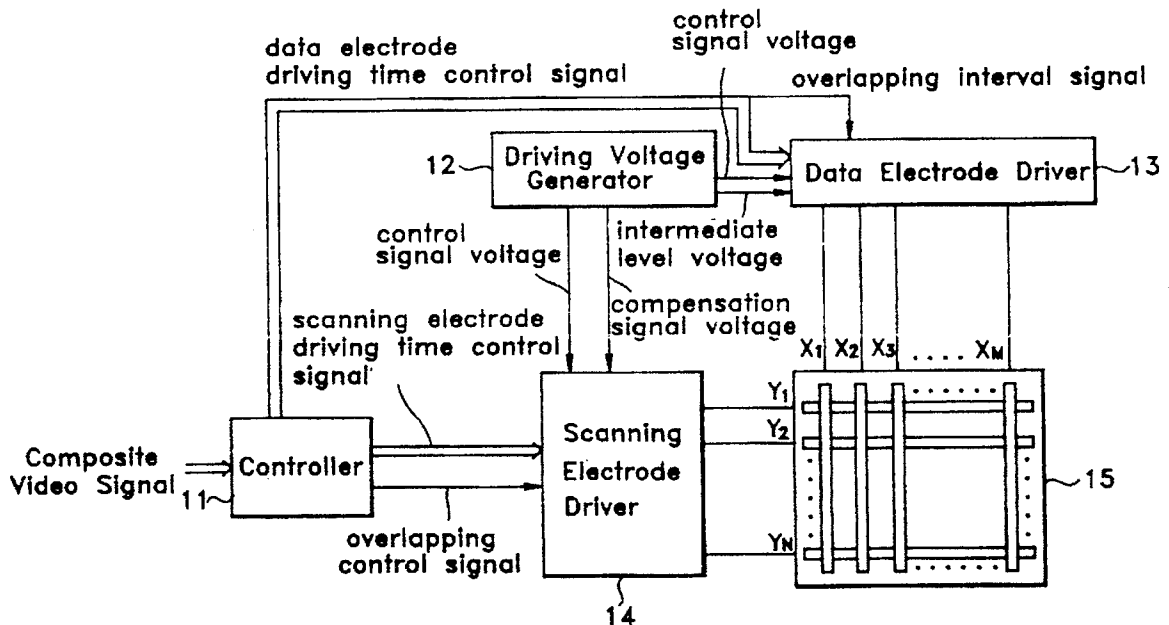 control
signal voltage
data electrode
driving time control signal
overlapping interval signal
12
Driving Voltage
Generator
Data Electrode Driver
13
control
signal voltage
intermediate
level voltage
compensation
signal voltage
scanning electrode
driving time control
signal
X1 X2 X3 .... XM
Y1
Y2
YN
Composite
Video Signal
Controller
11
Scanning
Electrode
Driver
overlapping
control signal
14
15